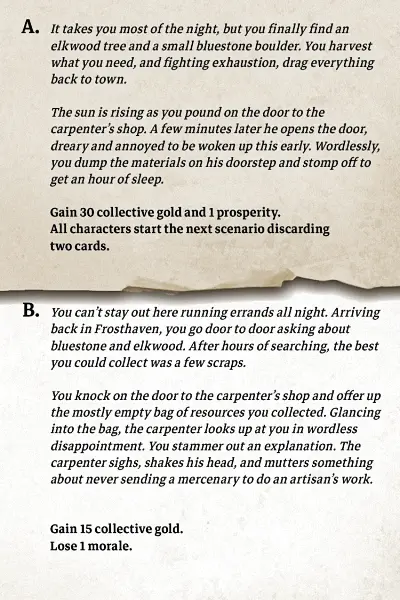 A. It takes you most of the night, but you finally find an
elkwood tree and a small bluestone boulder. You harvest
what you need, and fighting exhaustion, drag everything
back to town.
The sun is rising as you pound on the door to the
carpenter's shop. A few minutes later he opens the door,
dreary and annoyed to be woken up this early. Wordlessly,
you dump the materials on his doorstep and stomp off to
get an hour of sleep.
Gain 30 collective gold and 1 prosperity.
All characters start the next scenario discarding
two cards.
B. You can't stay out here running errands all night. Arriving
back in Frosthaven, you go door to door asking about
bluestone and elkwood. After hours of searching, the best
you could collect was a few scraps.
You knock on the door to the carpenter's shop and offer up
the mostly empty bag of resources you collected. Glancing
into the bag, the carpenter looks up at you in wordless
disappointment. You stammer out an explanation. The
carpenter sighs, shakes his head, and mutters something
about never sending a mercenary to do an artisan's work.
Gain 15 collective gold.
Lose 1 morale.